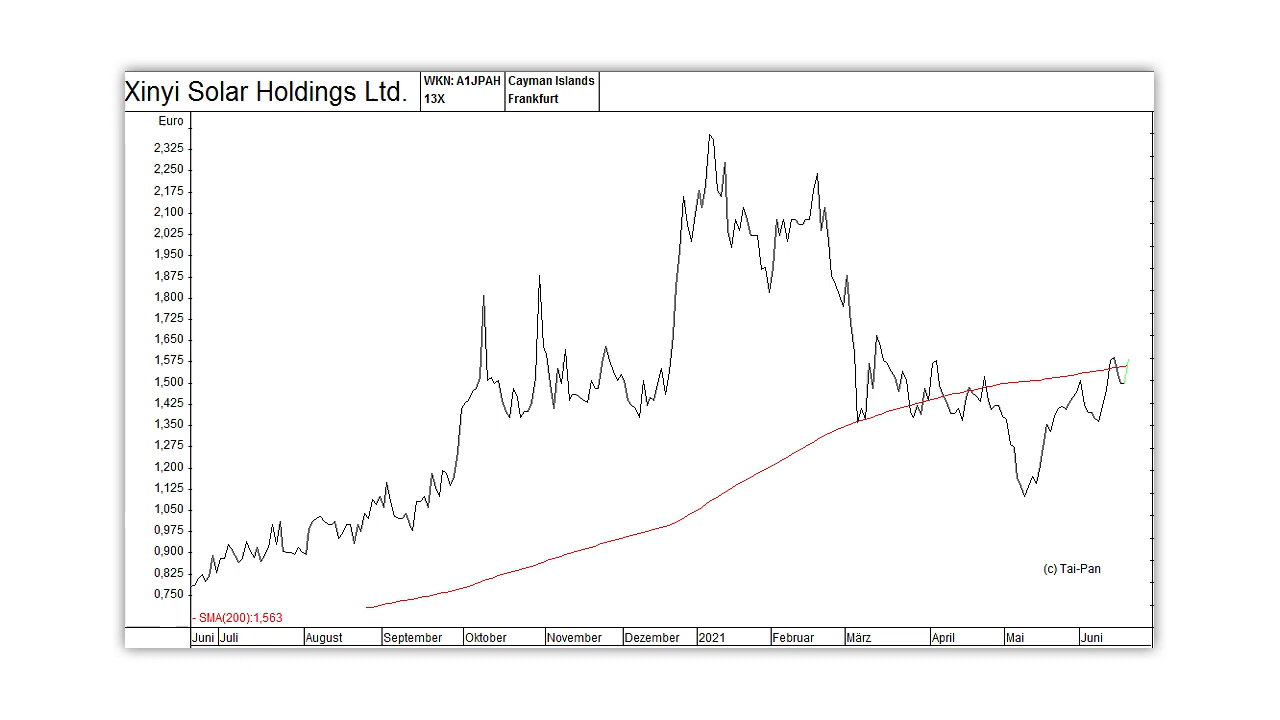 Xinyi Solar Holdings Ltd.
WKN: A1JPAH
13X
Cayman Islands
Frankfurt
Euro
2,325
2,250
2,175
2,100
2,025
1,950
1,875
1,800
1,725
1,650
1,575
1,500
1,425
1,350
1,275
1,200
1,125
1,050
0,975
0,900
0,825
0,750
(c) Tai-Pan
- SMA(200):1,563
Juni Juli August September Oktober November Dezember 2021 Februar März April Mai Juni